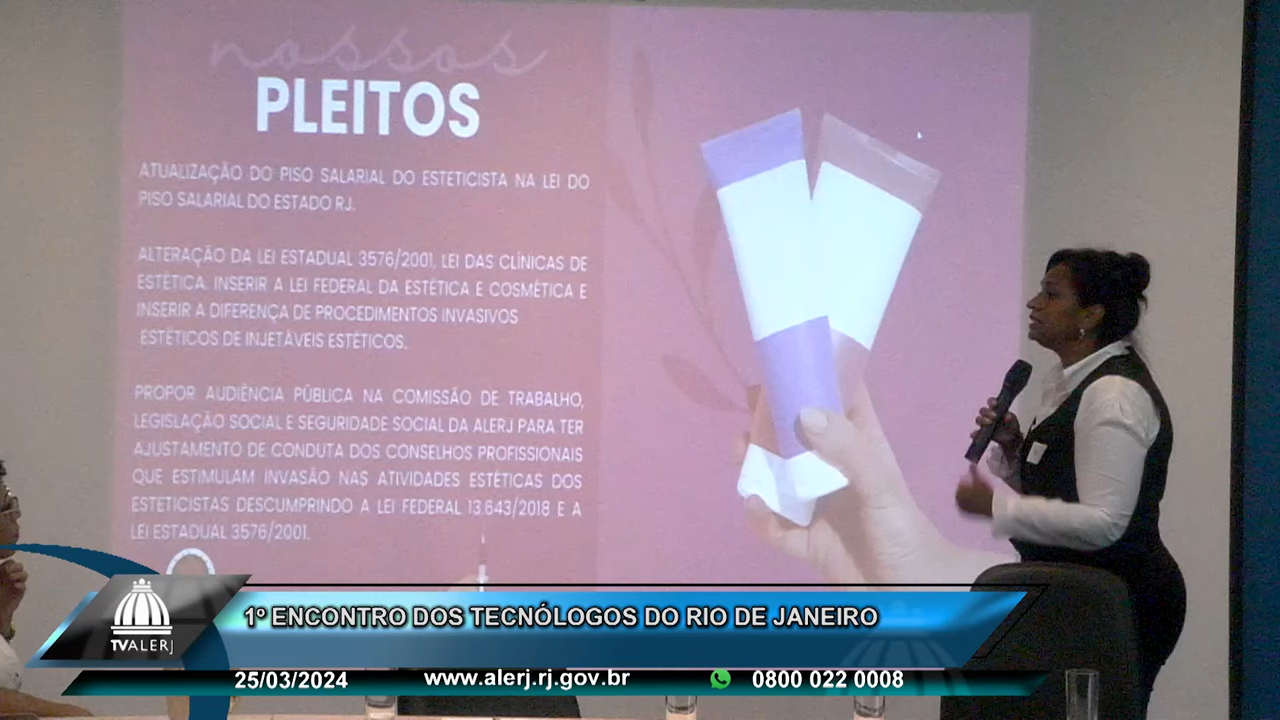 nossos
PLEITOS
ATUALIZAÇÃO DO PISO SALARIAL DO ESTETICISTA NA LEI DO
PISO SALARIAL DO ESTADO RJ.
ALTERAÇÃO DA LEI ESTADUAL 3576/2001, LEI DAS CLÍNICAS DE
ESTÉTICA. INSERIR A LEI FEDERAL DA ESTÉTICA E COSMÉTICA E
INSERIR A DIFERENÇA DE PROCEDIMENTOS INVASIVOS
ESTÉTICOS DE INJETÁVEIS ESTÉTICOS.
PROPOR AUDIÊNCIA PÚBLICA NA COMISSÃO DE TRABALHO,
LEGISLAÇÃO SOCIAL E SEGURIDADE SOCIAL DA ALERJ PARA TER
AJUSTAMENTO DE CONDUTA DOS CONSELHOS PROFISSIONAIS
QUE ESTIMULAM INVASÃO NAS ATIVIDADES ESTÉTICAS DOS
ESTETICISTAS DESCUMPRINDO A LEI FEDERAL 13.643/2018 E A
LEI ESTADUAL 3576/2001.
1º ENCONTRO DOS TECNÓLOGOS DO RIO DE JANEIRO
TVALERJ
25/03/2024 www.alerj.rj.gov.br 0800 022 0008